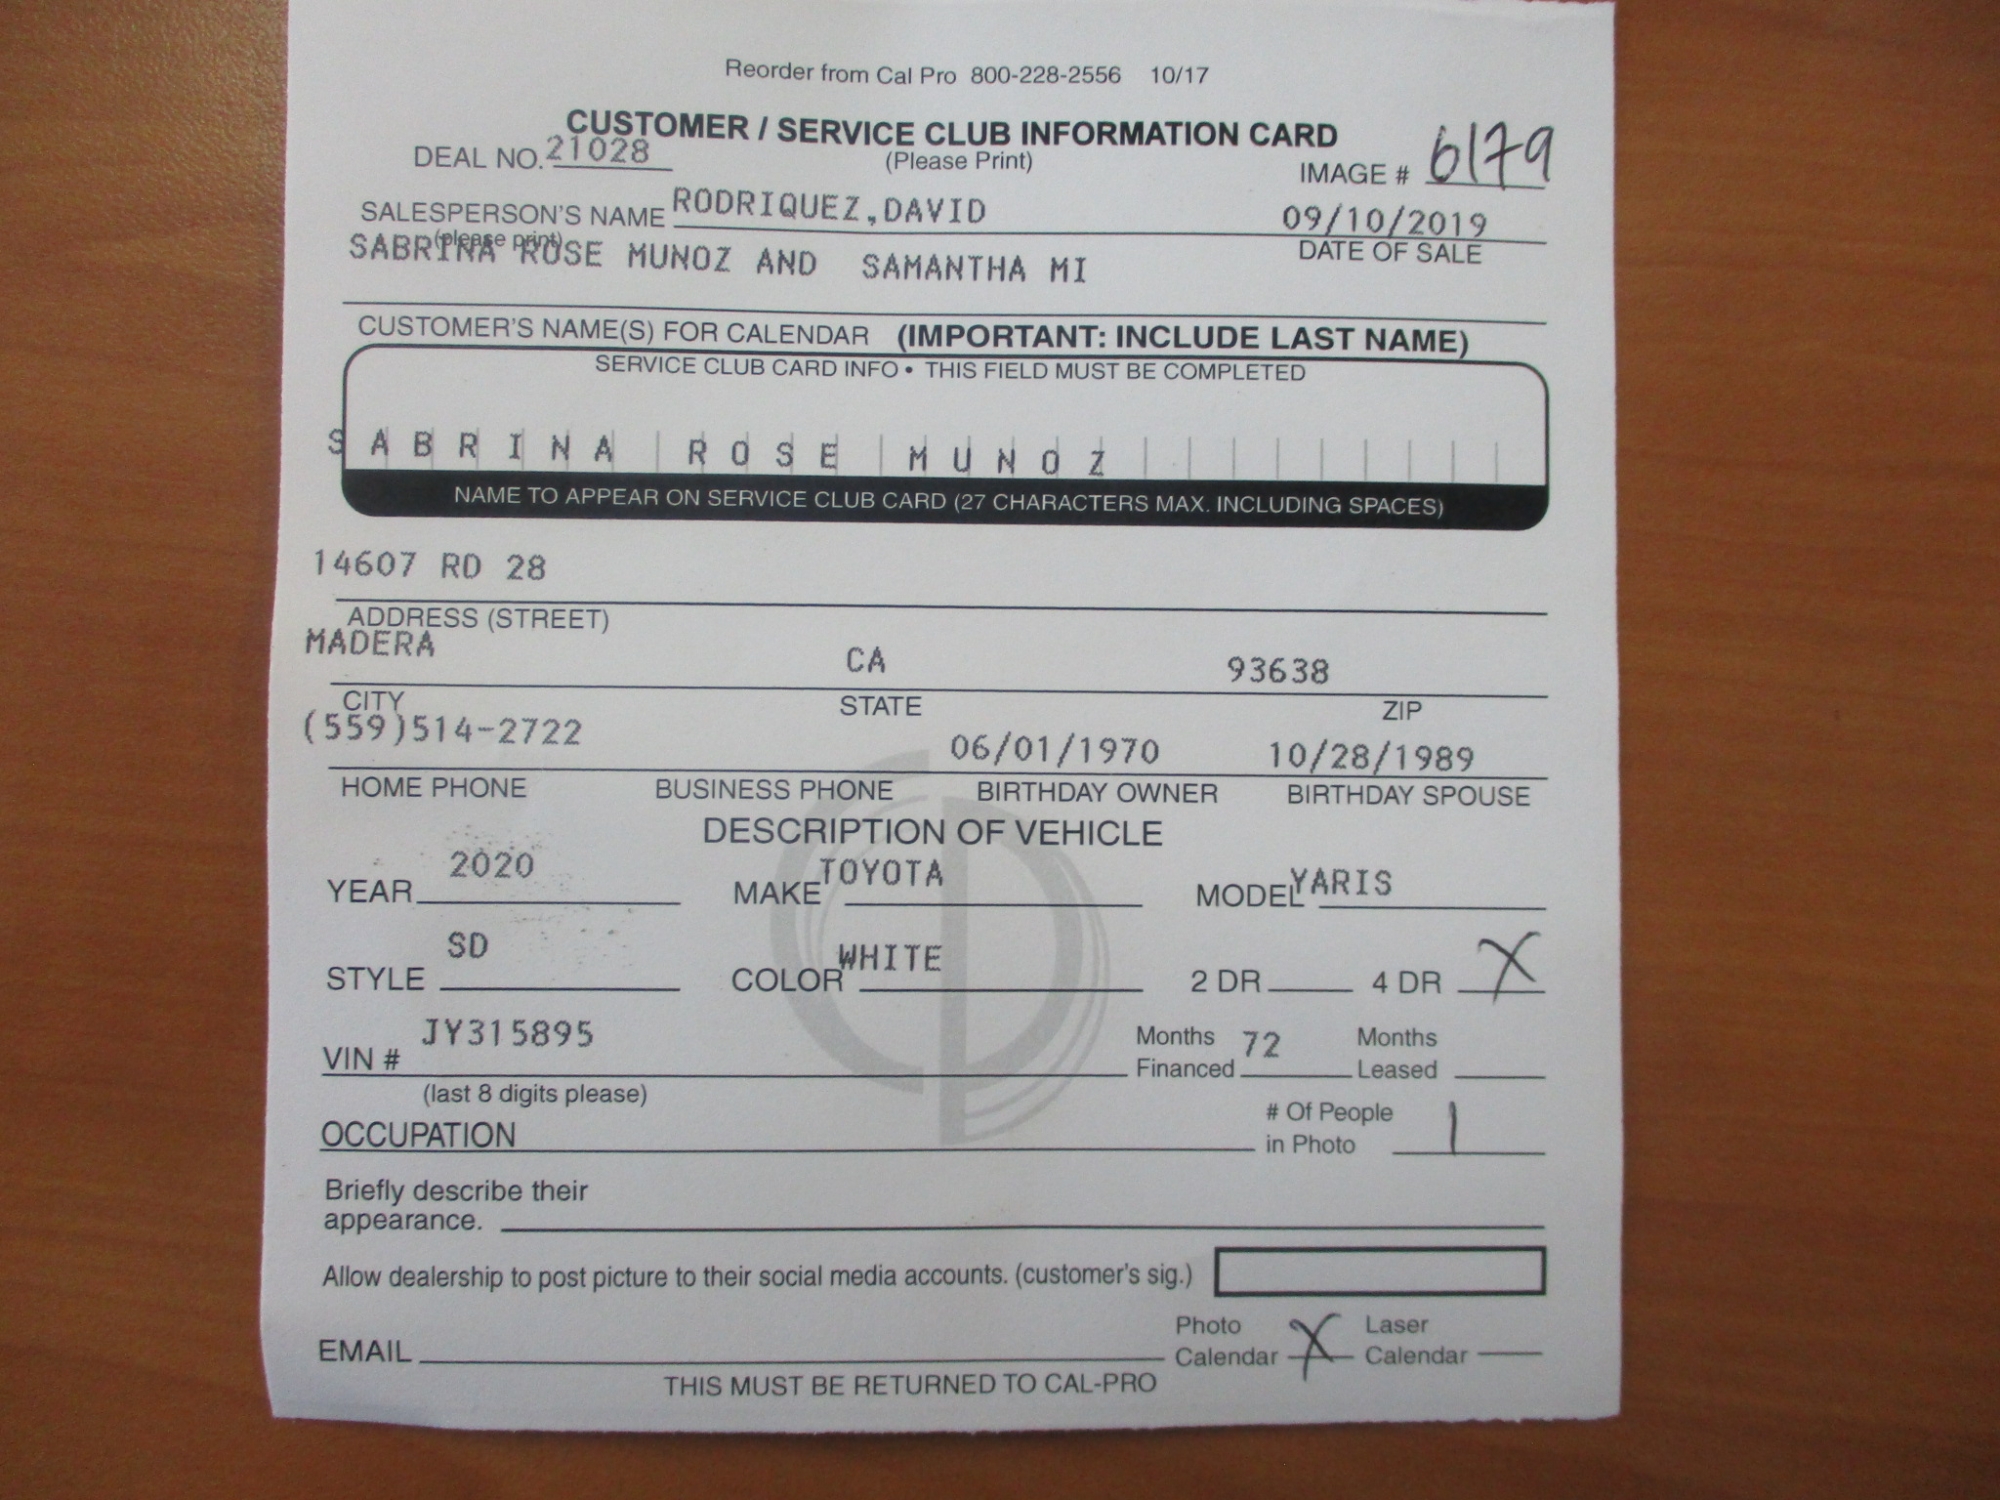 Reorder from Cal Pro 800-228-2556 10/17
CUSTOMER / SERVICE CLUB INFORMATION CARD
DEAL NO. 21028 (Please Print) IMAGE # 6179
SALESPERSON'S NAME RODRIQUEZ,DAVID 09/10/2019
(please print) DATE OF SALE
SABRINA ROSE MUNOZ AND SAMANTHA MI
CUSTOMER'S NAME(S) FOR CALENDAR (IMPORTANT: INCLUDE LAST NAME)
SERVICE CLUB CARD INFO • THIS FIELD MUST BE COMPLETED
SABRINA ROSE MUNOZ
NAME TO APPEAR ON SERVICE CLUB CARD (27 CHARACTERS MAX. INCLUDING SPACES)
14607 RD 28
ADDRESS (STREET)
MADERA CA 93638
CITY STATE ZIP
(559)514-2722 06/01/1970 10/28/1989
HOME PHONE BUSINESS PHONE BIRTHDAY OWNER BIRTHDAY SPOUSE
DESCRIPTION OF VEHICLE
YEAR 2020 MAKE TOYOTA MODEL YARIS
STYLE SD COLOR WHITE 2 DR 4 DR X
VIN # JY315895 Months Financed 72 Months Leased
(last 8 digits please)
OCCUPATION # Of People in Photo 1
Briefly describe their
appearance.
Allow dealership to post picture to their social media accounts. (customer's sig.)
EMAIL Photo Calendar X Laser Calendar
THIS MUST BE RETURNED TO CAL-PRO